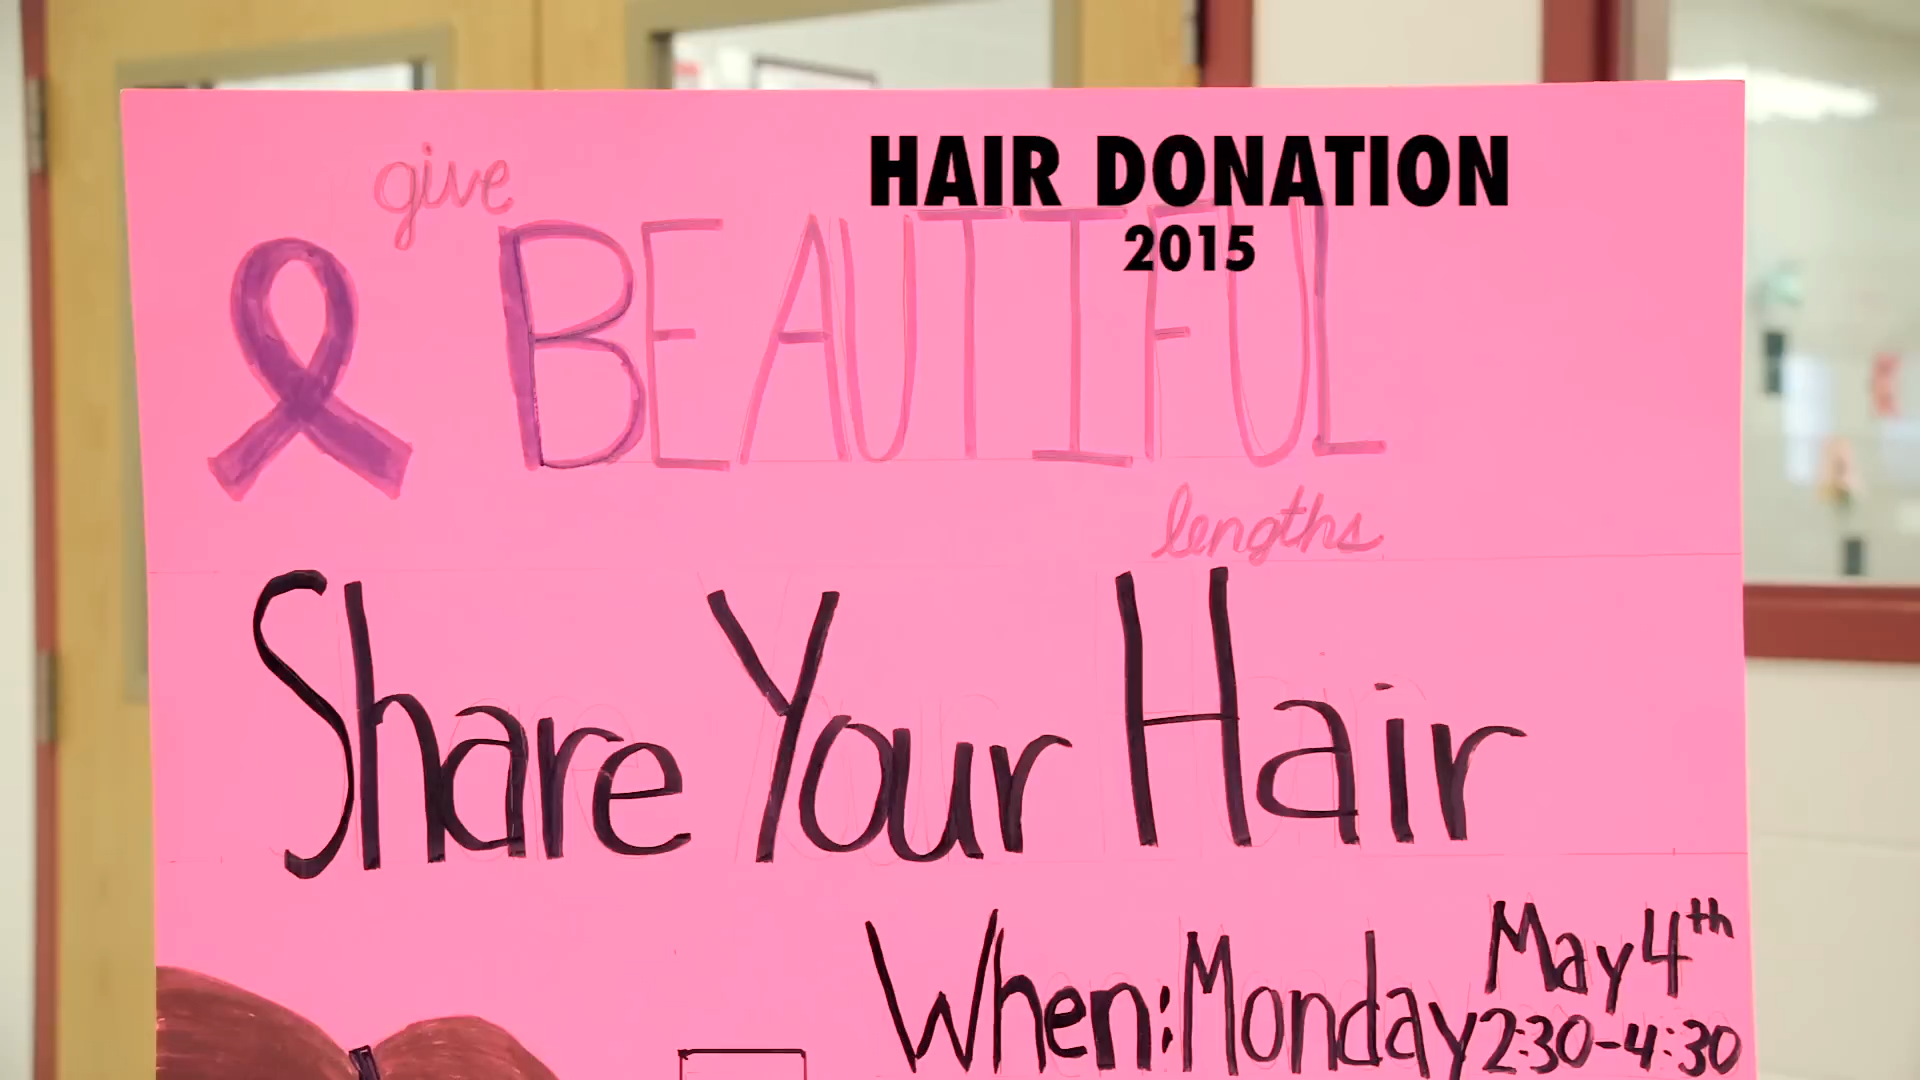 HAIR DONATION
2015
give
BEAUTIFUL
lengths
Share Your Hair
When: Monday May 4th
2:30-4:30